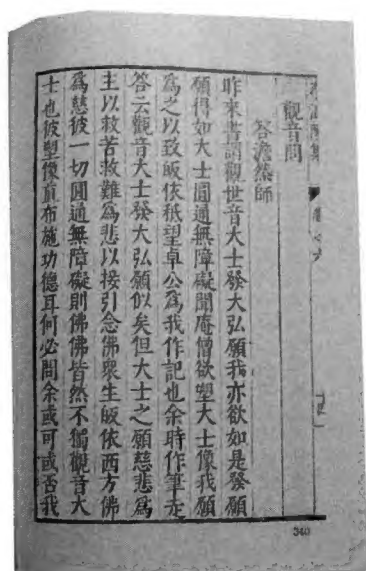 觀音問
答澹然師
昨來書謂觀世音大士發大弘願我亦欲如是發願
願得如大士圓通無障礙聞庵僧欲塑大士像我願
爲之以致皈依秪望卓公爲我作記也余時作筆走
答云觀音大士發大弘願似矣但大士之願慈悲爲
主以救苦救難爲悲以接引念佛衆生皈依西方佛
爲慈彼一切圓通無障礙則佛佛皆然不獨觀音大
士也彼塑像直布施功德耳何必問余或可或否我
340